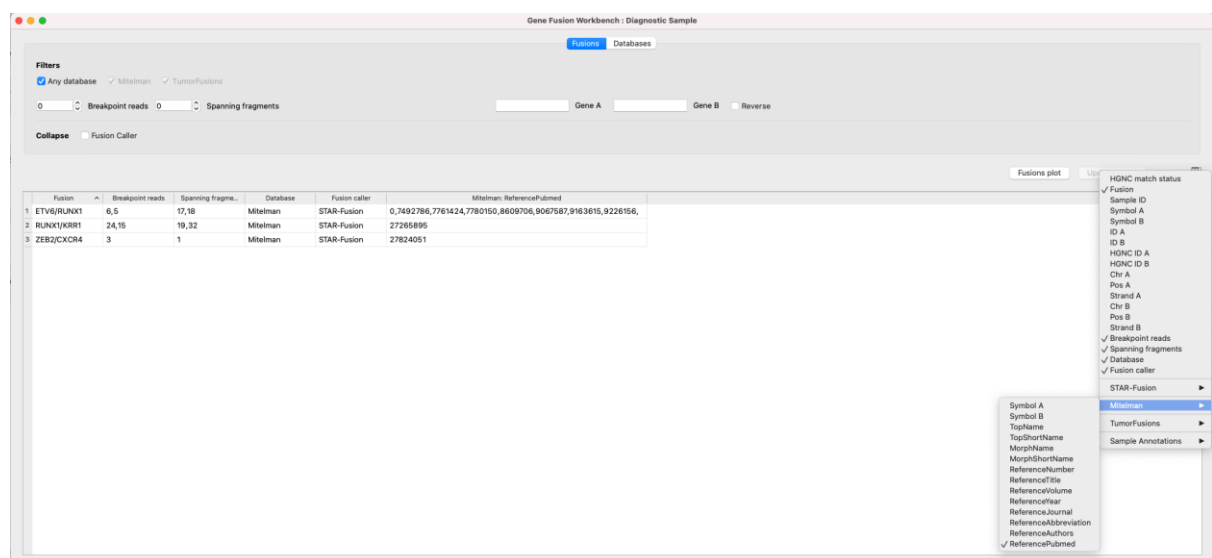 Gene Fusion Workbench : Diagnostic Sample
Fusions Databases
Filters
Any database Mitelman TumorFusions
0 Breakpoint reads 0 Spanning fragments Gene A Gene B Reverse
Collapse Fusion Caller
Fusions plot
Fusion Breakpoint reads Spanning fragme... Database Fusion caller Mitelman: ReferencePubmed
1 ETV6/RUNX1 6,5 17,18 Mitelman STAR-Fusion 0,7492786,7761424,7780150,8609706,9067587,9163615,9226156,
2 RUNX1/KRR1 24,15 19,32 Mitelman STAR-Fusion 27265895
3 ZEB2/CXCR4 3 1 Mitelman STAR-Fusion 27824051
HGNC match status
Fusion
Sample ID
Symbol A
Symbol B
ID A
ID B
HGNC ID A
HGNC ID B
Chr A
Pos A
Strand A
Chr B
Pos B
Strand B
Breakpoint reads
Spanning fragments
Database
Fusion caller
STAR-Fusion
Mitelman
TumorFusions
Sample Annotations
Symbol A
Symbol B
TopName
TopShortName
MorphName
MorphShortName
ReferenceNumber
ReferenceTitle
ReferenceVolume
ReferenceYear
ReferenceJournal
ReferenceAbbreviation
ReferenceAuthors
ReferencePubmed